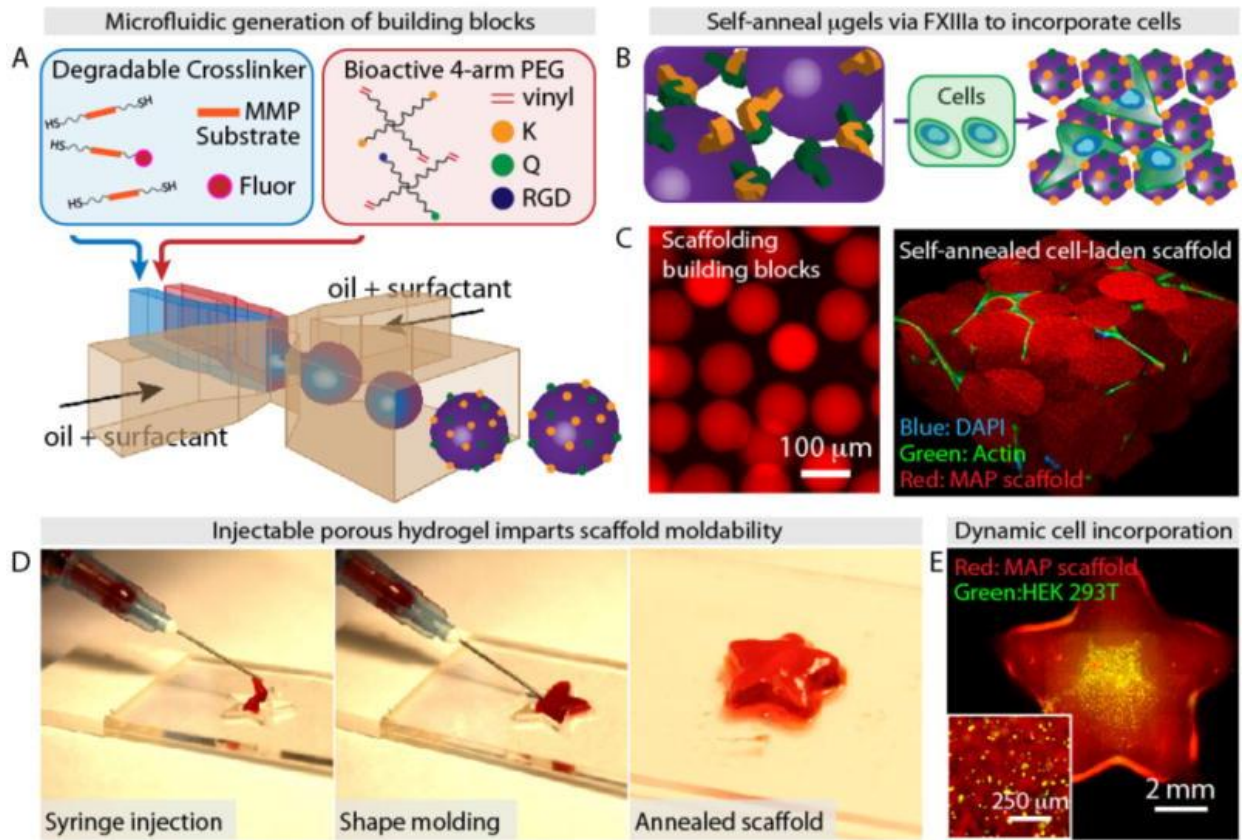 Microfluidic generation of building blocks
A
Degradable Crosslinker
SH
HS
MMP
Substrate
HS
Fluor
SH
HS
Bioactive 4-arm PEG
vinyl
K
Q
RGD
oil + surfactant
oil + surfactant
Self-anneal μgels via FXIIIa to incorporate cells
B
Cells
C
Scaffolding
building blocks
100 μm
Self-annealed cell-laden scaffold
Blue: DAPI
Green: Actin
Red: MAP scaffold
Injectable porous hydrogel imparts scaffold moldability
D
Syringe injection
Shape molding
Annealed scaffold
Dynamic cell incorporation
E
Red: MAP scaffold
Green:HEK 293T
250 μm
2 mm